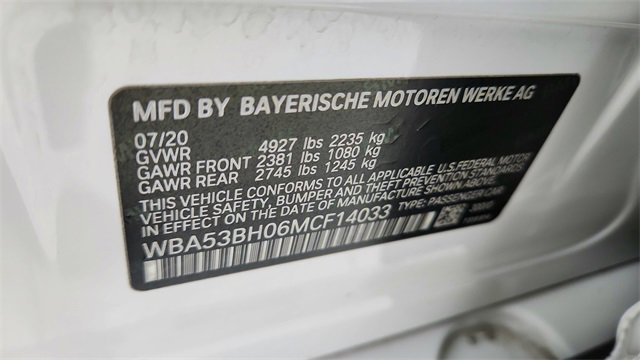 MFD BY BAYERISCHE MOTOREN WERKE AG
07/20
GVWR 4927 lbs 2235 kg
GAWR FRONT 2381 lbs 1080 kg
GAWR REAR 2745 lbs 1245 kg
THIS VEHICLE CONFORMS TO ALL APPLICABLE U.S. FEDERAL MOTOR
VEHICLE SAFETY, BUMPER AND THEFT PREVENTION STANDARDS
IN EFFECT ON THE DATE OF MANUFACTURE SHOWN ABOVE.
WBA53BH06MCF14033 TYPE: PASSENGER CAR